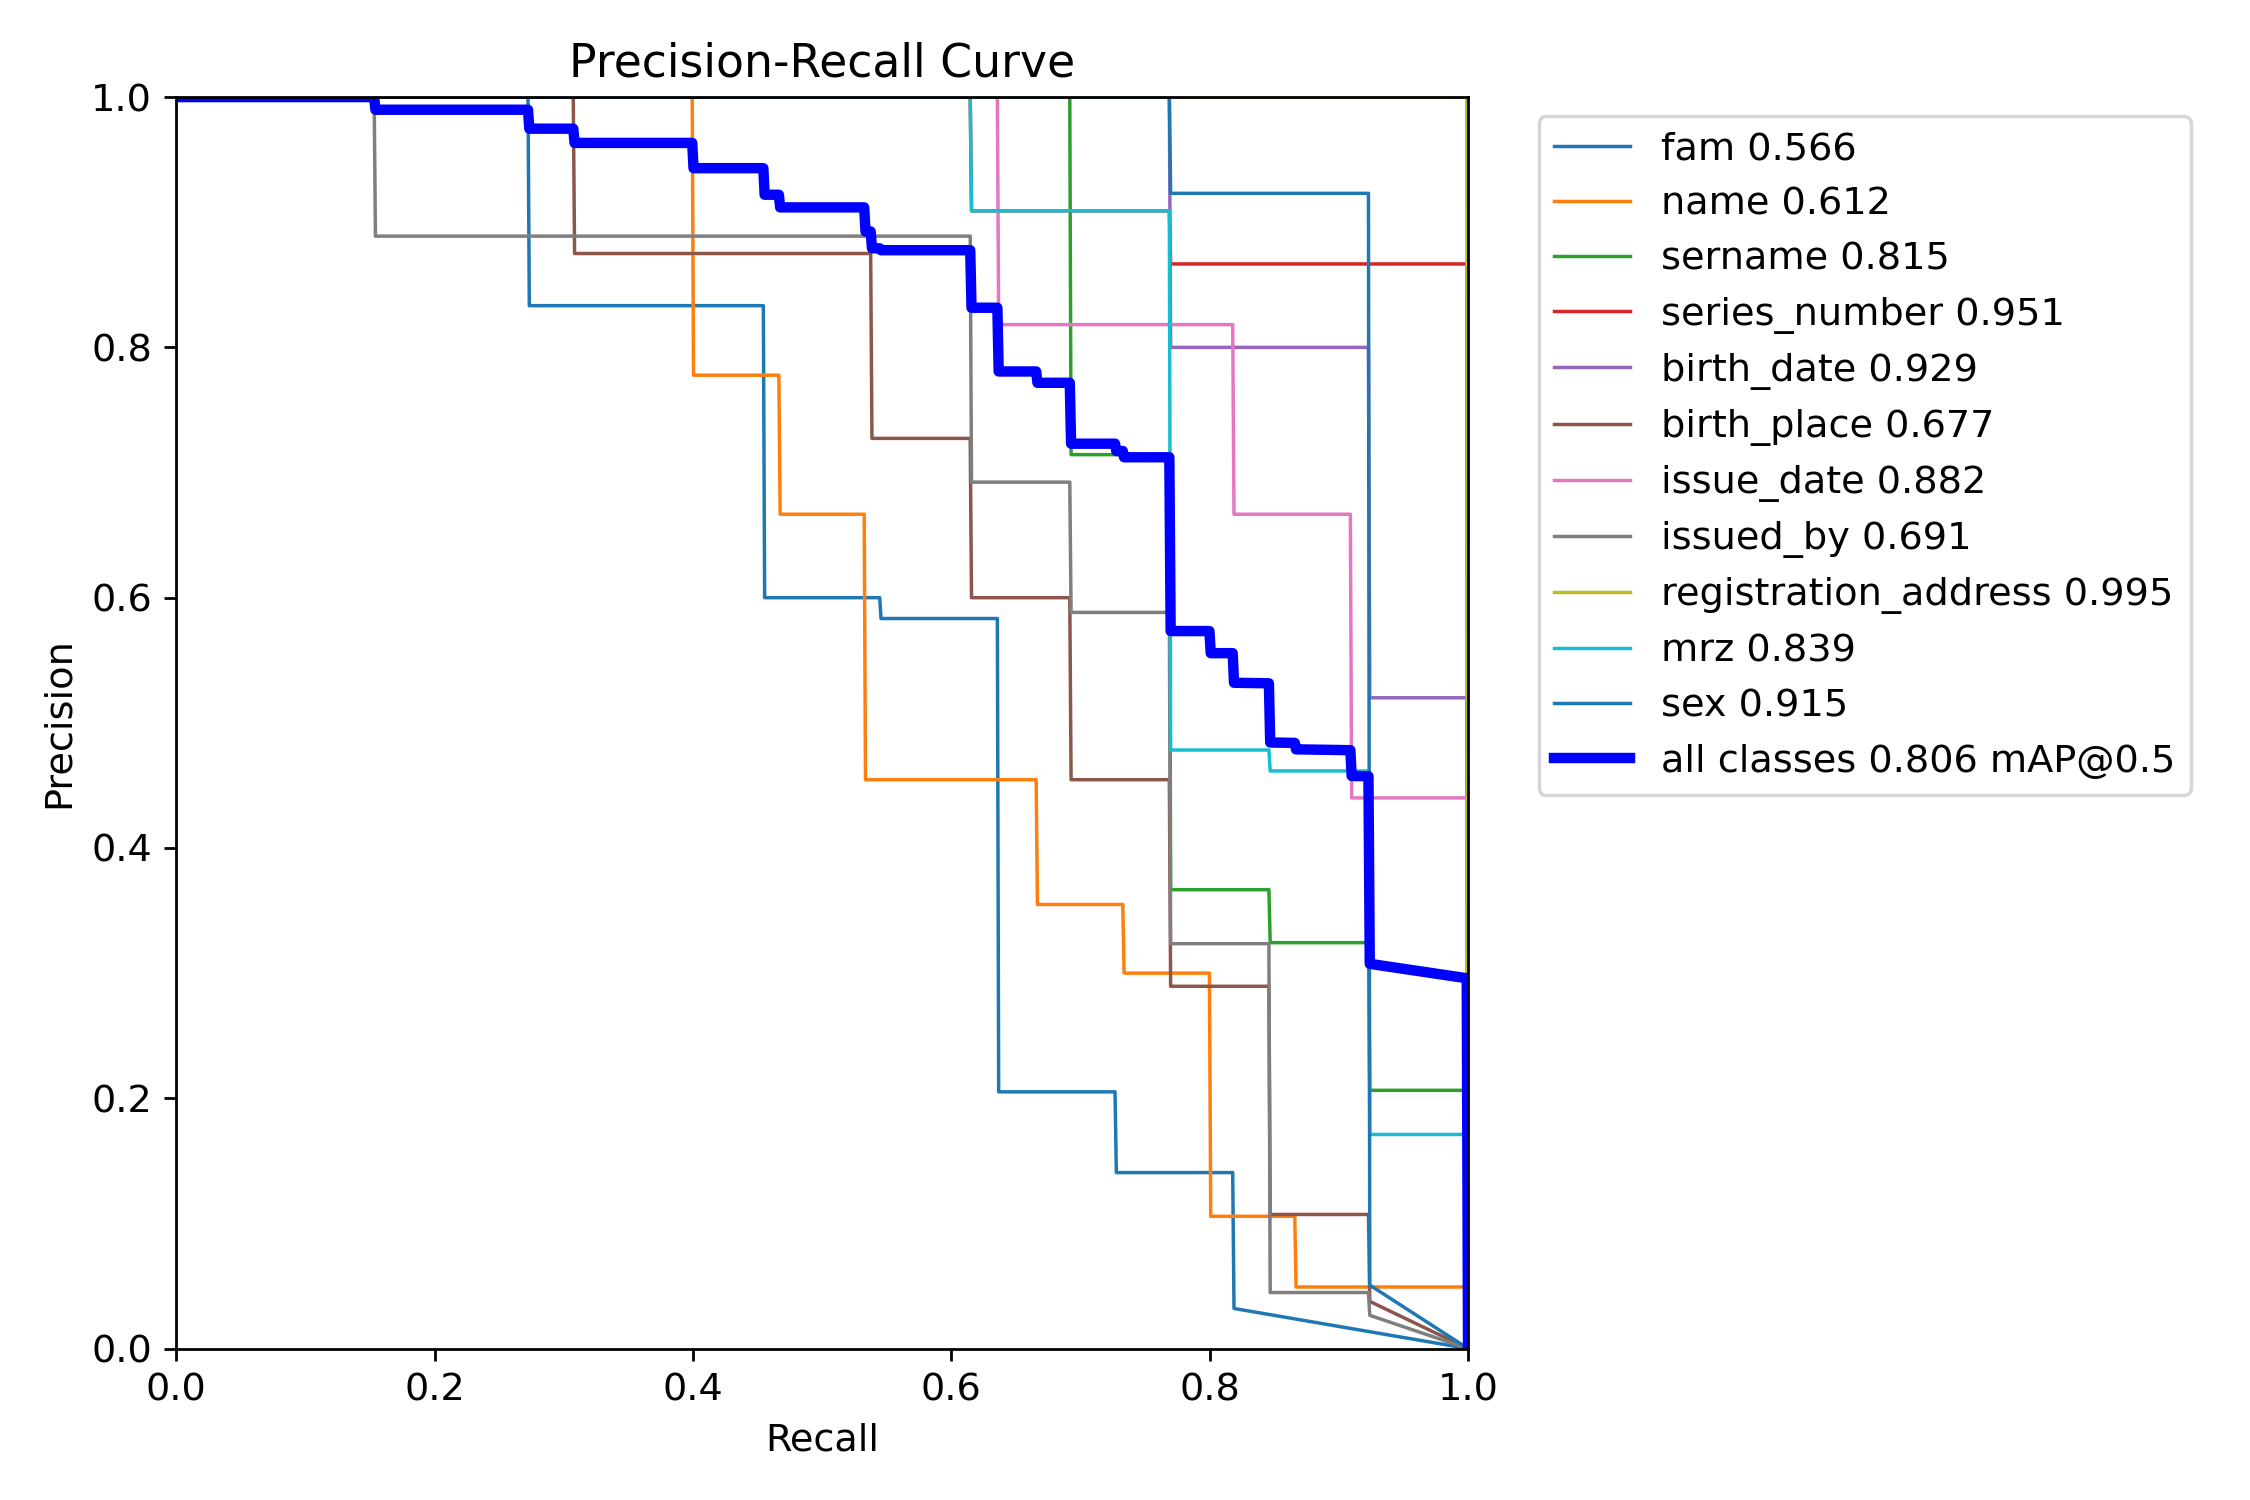 Precision-Recall Curve
1.0
0.8
0.6
0.4
0.2
0.0
Precision
0.0 0.2 0.4 0.6 0.8 1.0
Recall
fam 0.566
name 0.612
sername 0.815
series_number 0.951
birth_date 0.929
birth_place 0.677
issue_date 0.882
issued_by 0.691
registration_address 0.995
mrz 0.839
sex 0.915
all classes 0.806 mAP@0.5